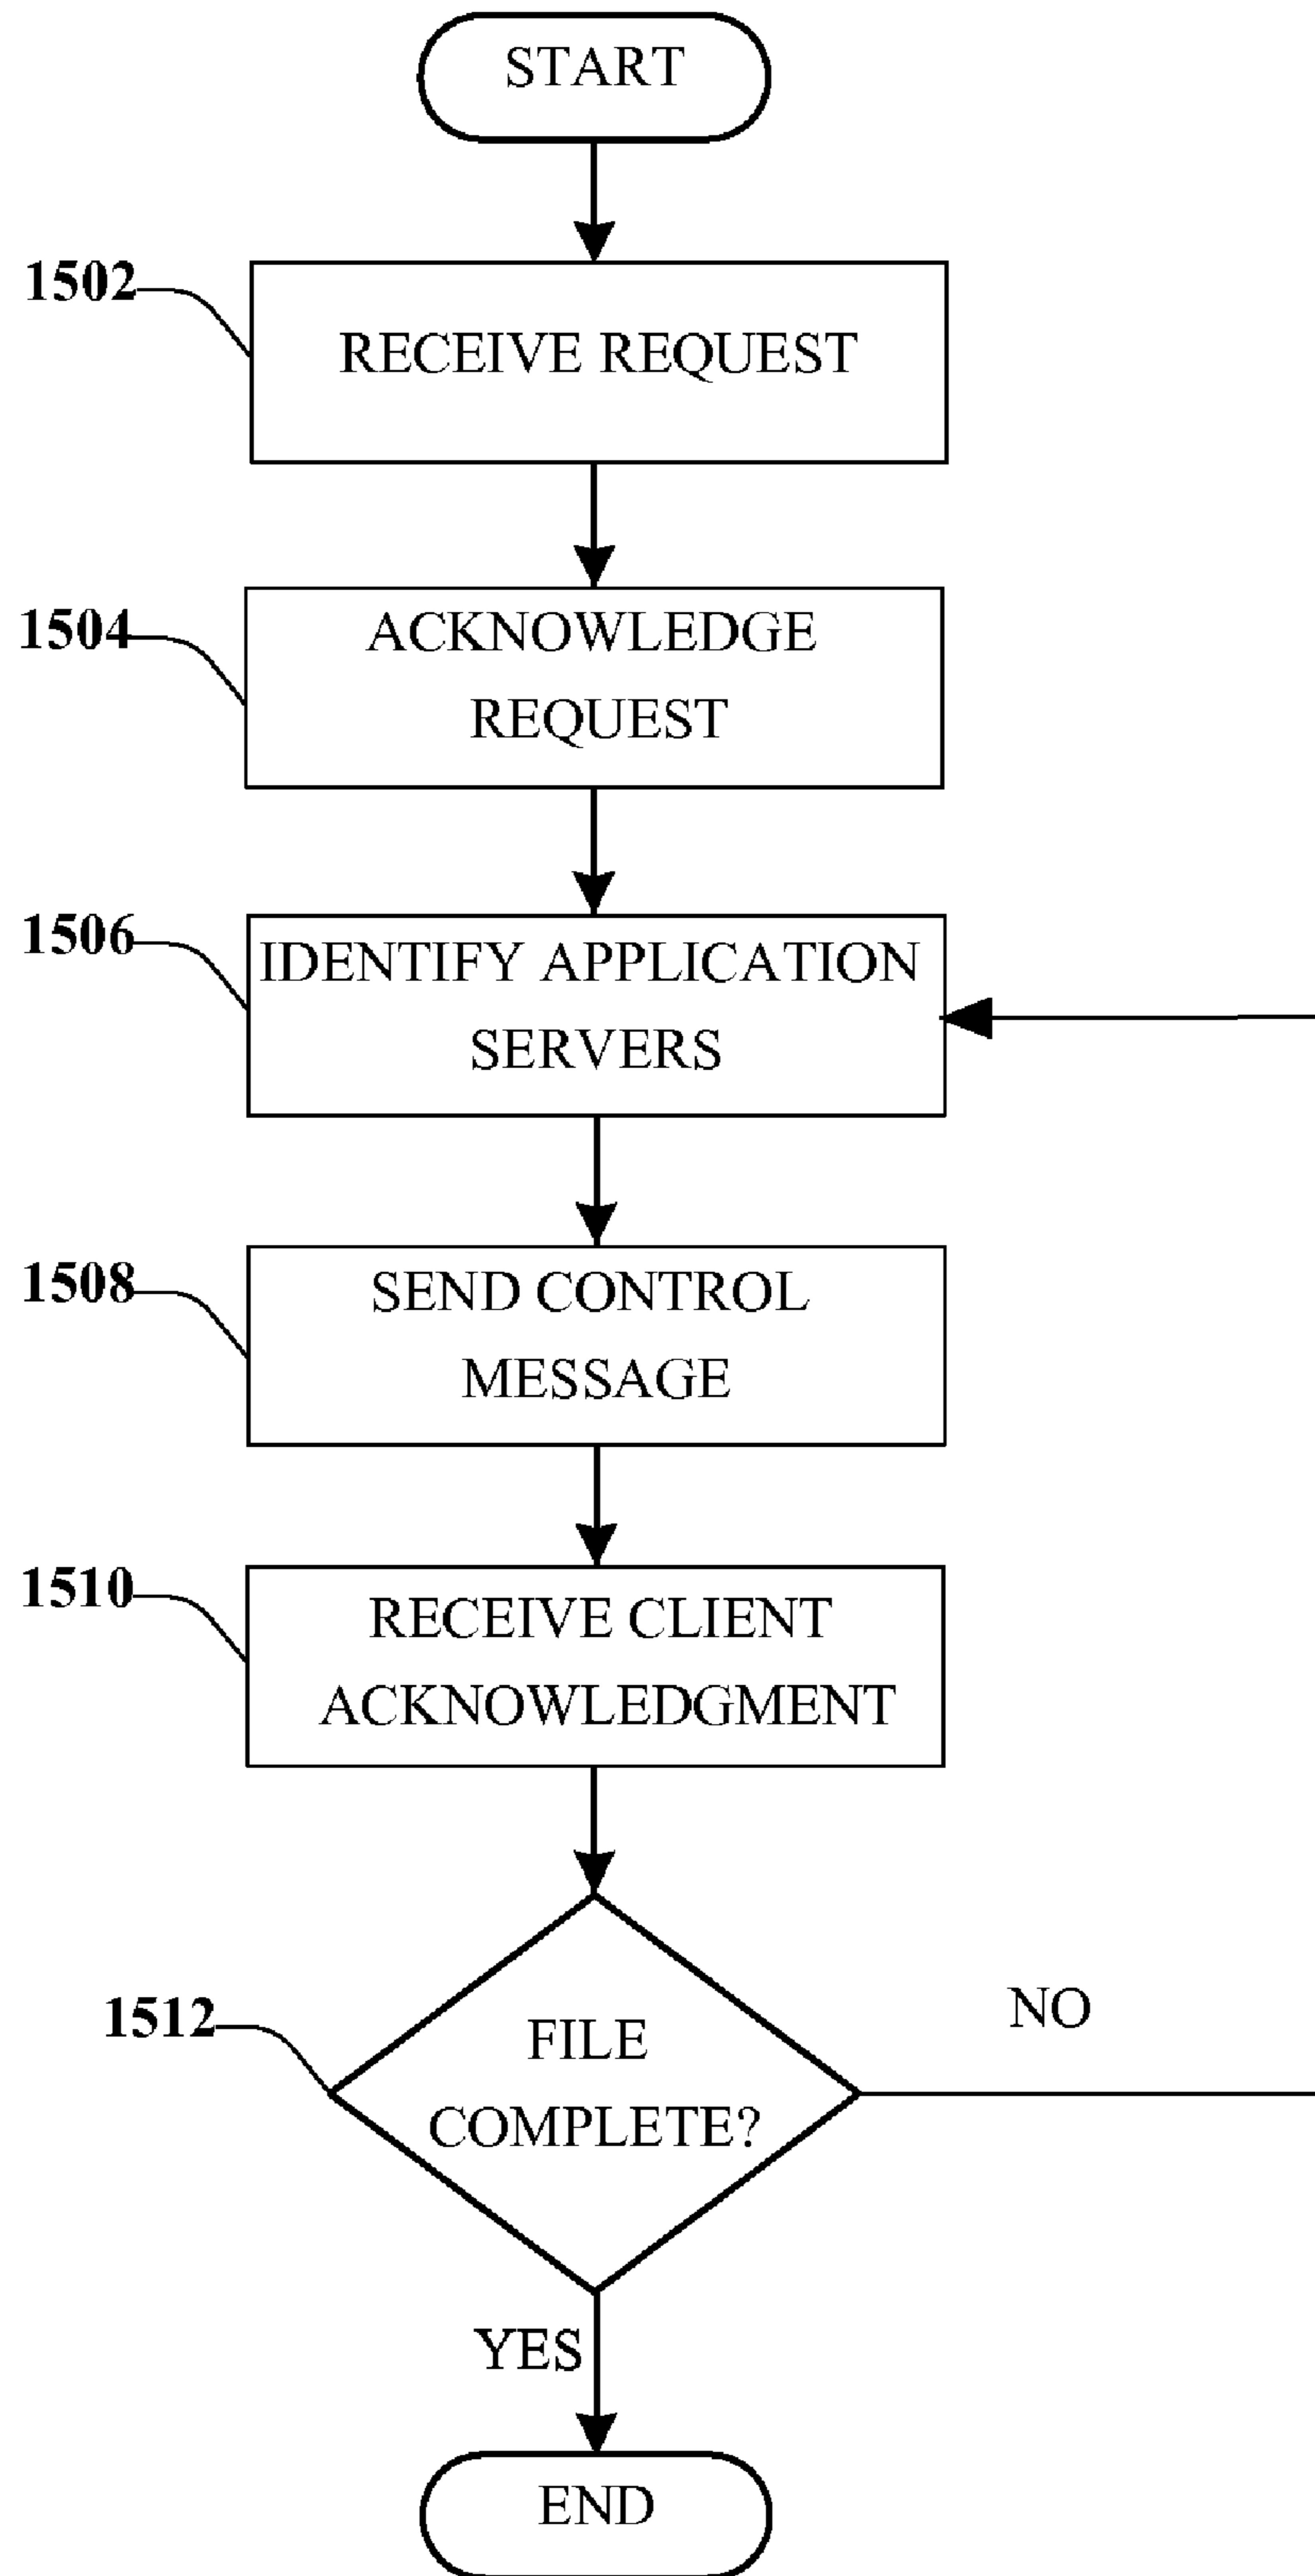 START
1502
RECEIVE REQUEST
1504
ACKNOWLEDGE
REQUEST
1506
IDENTIFY APPLICATION
SERVERS
1508
SEND CONTROL
MESSAGE
1510
RECEIVE CLIENT
ACKNOWLEDGMENT
1512
FILE
COMPLETE?
NO
YES
END